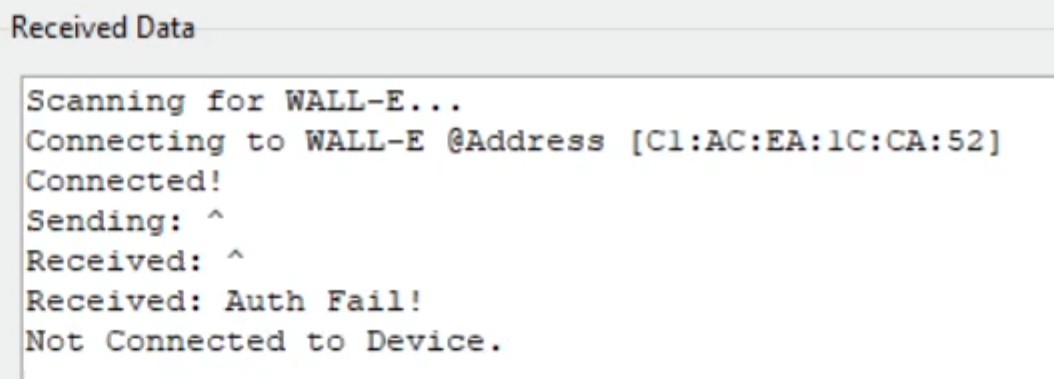 Received Data
Scanning for WALL-E...
Connecting to WALL-E @Address [C1:AC:EA:1C:CA:52]
Connected!
Sending: ^
Received: ^
Received: Auth Fail!
Not Connected to Device.